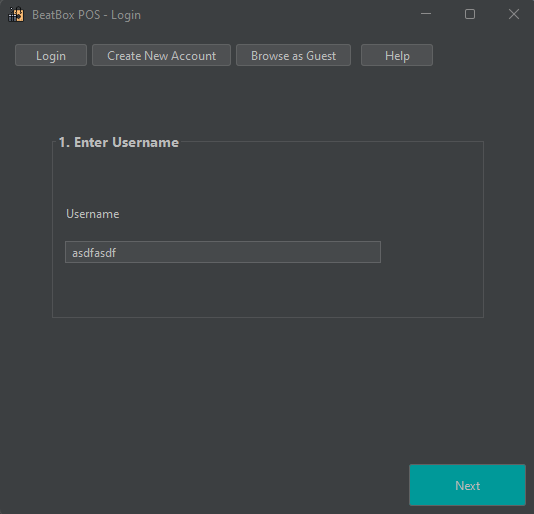 BeatBox POS - Login
Login Create New Account Browse as Guest Help
1. Enter Username
Username
asdfasdf
Next